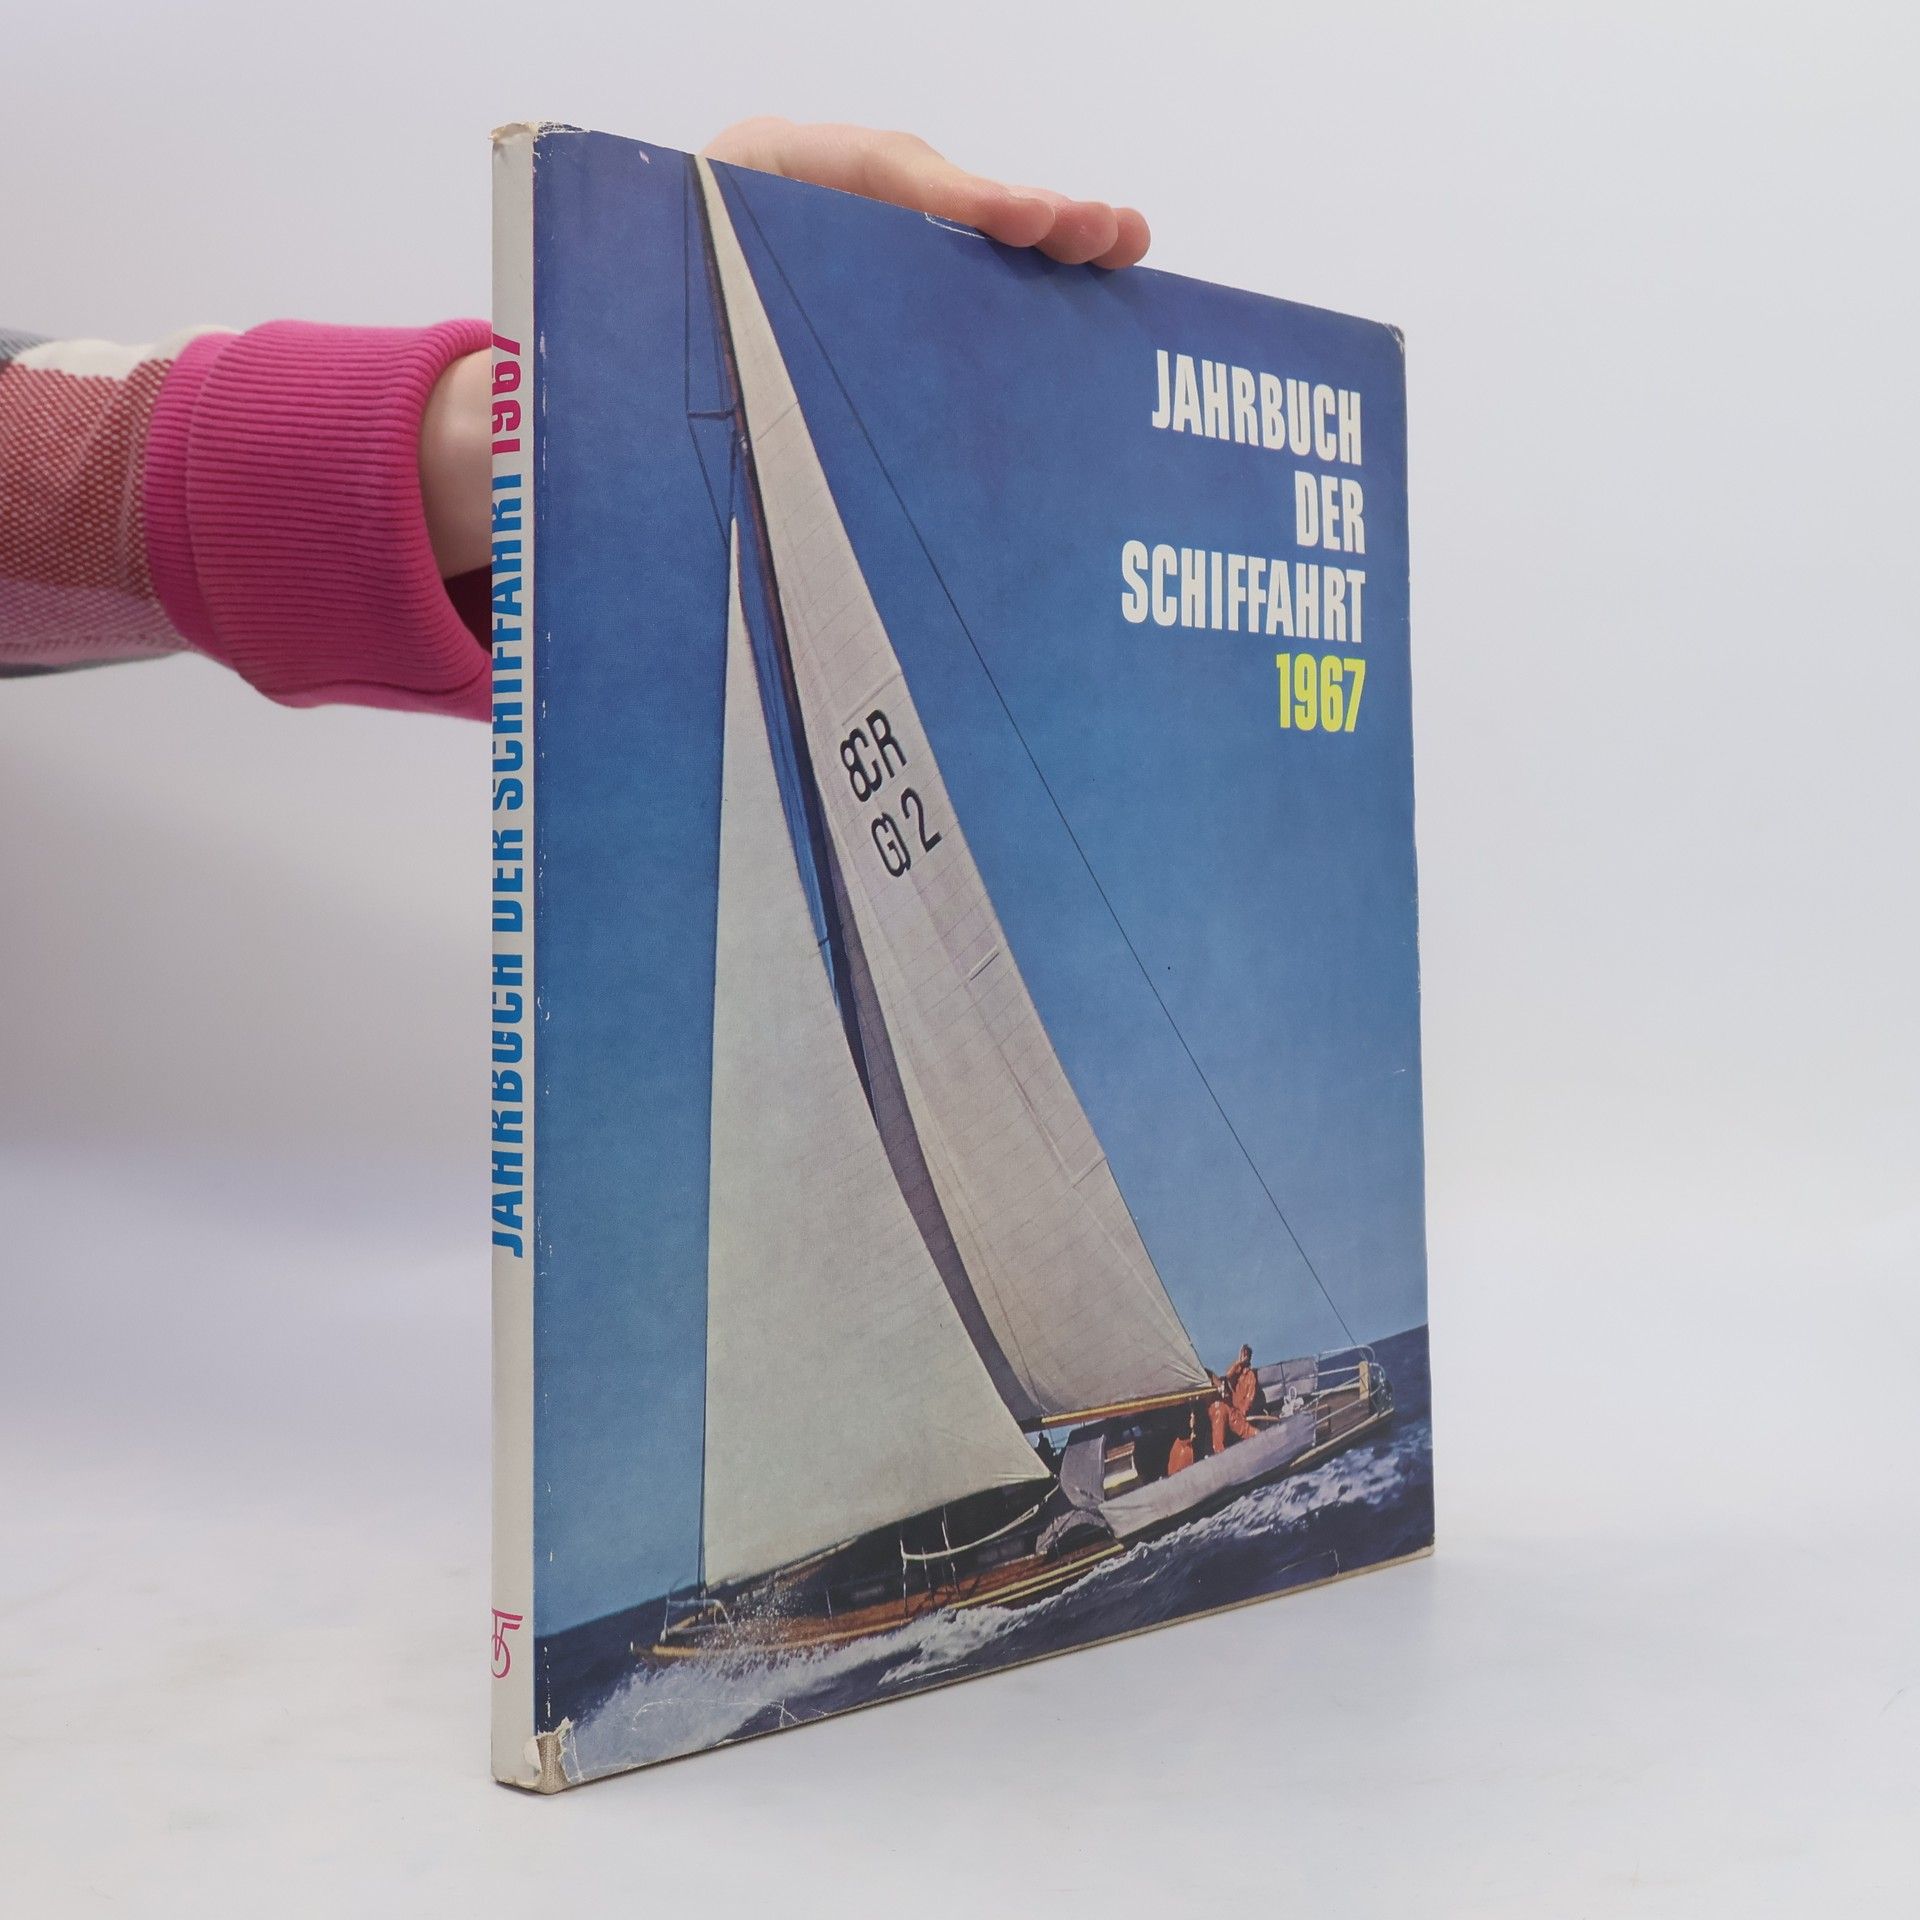 JAHRBUCH DER SCHIFFAHRT 1967
JAHRBUCH
DER
SCHIFFAHRT
1967
8CR
G 2